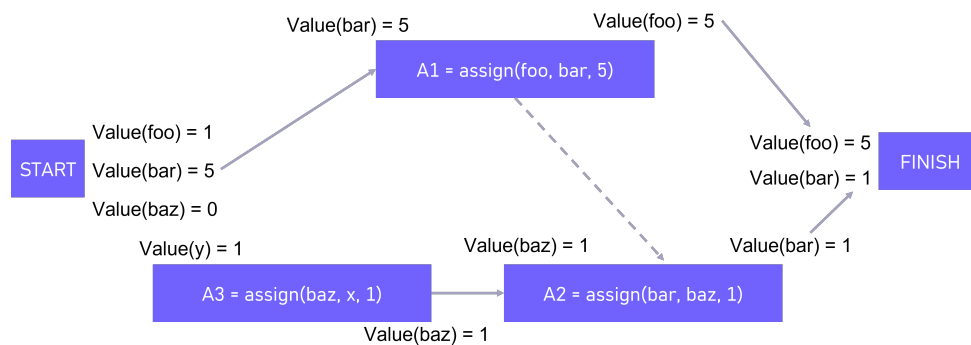 Value(bar) = 5
Value(foo) = 5
A1 = assign(foo, bar, 5)
START
Value(foo) = 1
Value(bar) = 5
Value(baz) = 0
Value(foo) = 5
Value(bar) = 1
FINISH
Value(y) = 1
Value(baz) = 1
Value(bar) = 1
A3 = assign(baz, x, 1)
A2 = assign(bar, baz, 1)
Value(baz) = 1